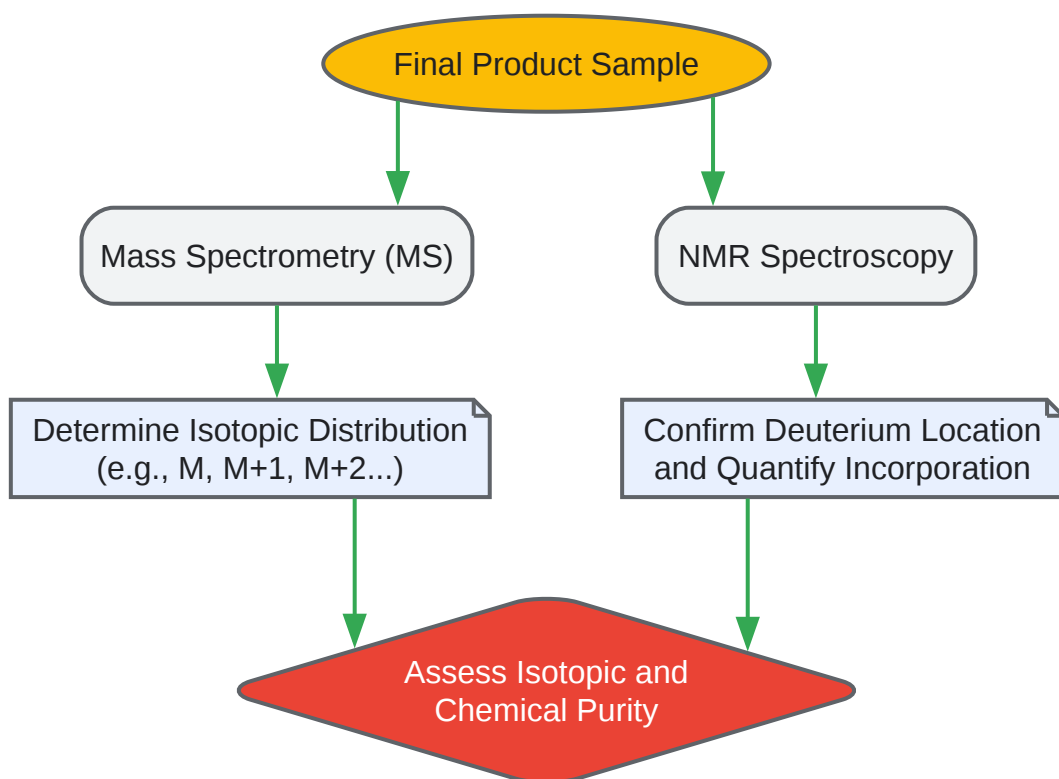 Final Product Sample
Mass Spectrometry (MS)
NMR Spectroscopy
Determine Isotopic Distribution
(e.g., M, M+1, M+2...)
Confirm Deuterium Location
and Quantify Incorporation
Assess Isotopic and
Chemical Purity